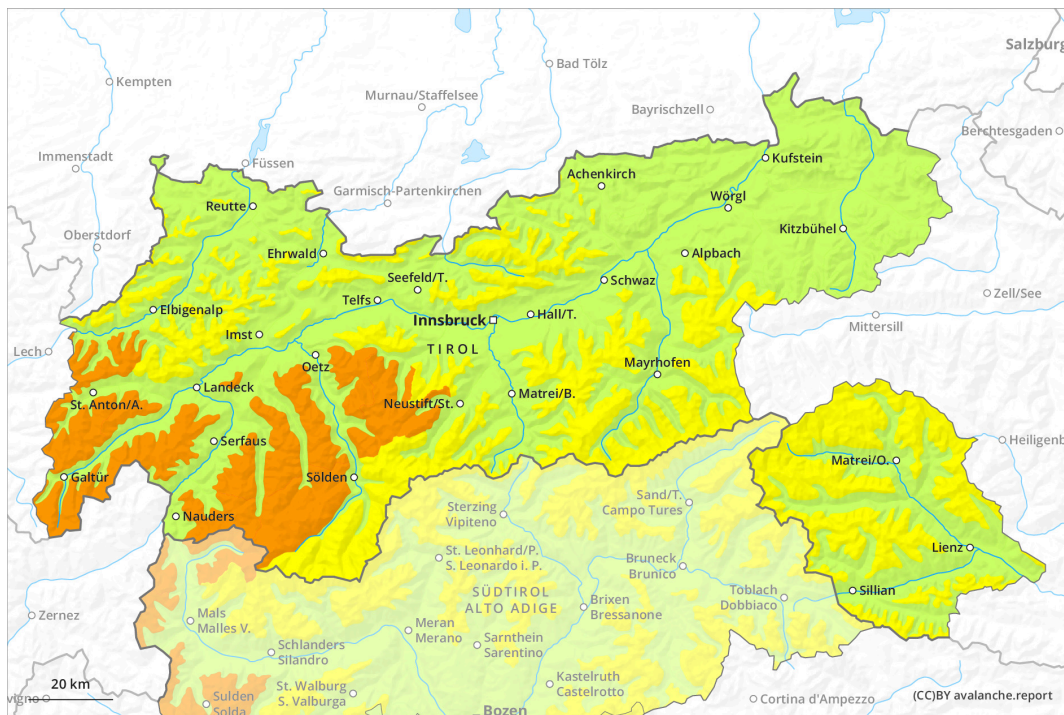 Salzburg
Kempten
Bad Tölz
Murnau/Staffelsee
Bayrischzell
Berchtesgaden
Immenstadt
Füssen
Kufstein
Achenkirch
Garmisch-Partenkirchen
Wörgl
Reutte
Oberstdorf
Kitzbühel
Ehrwald
Alpbach
Seefeld/T.
Schwaz
Zell/See
Telfs
Elbigenalp
Innsbruck
Hall/T.
Mittersill
Imst
Lech
TIROL
Oetz
Mayrhofen
Landeck
St. Anton/A.
Neustift/St.
Matrei/B.
Serfaus
Heiligenb
Matrei/O.
Galtür
Sölden
Sterzing
Vipiteno
Sand/T.
Campo Tures
Nauders
Lienz
St. Leonhard/P.
S. Leonardo i. P.
Bruneck
Brunico
SÜDTIROL
ALTO ADIGE
Toblach
Dobbiaco
Sillian
Zernez
Mals
Malles V.
Brixen
Bressanone
Meran
Merano
Schlanders
Silandro
Sarnthein
Sarentino
20 km
St. Walburg
S. Valburga
Kastelruth
Castelrotto
vigno
Sulden
Solda
Cortina d'Ampezzo
(CC)BY avalanche.report
Bozen